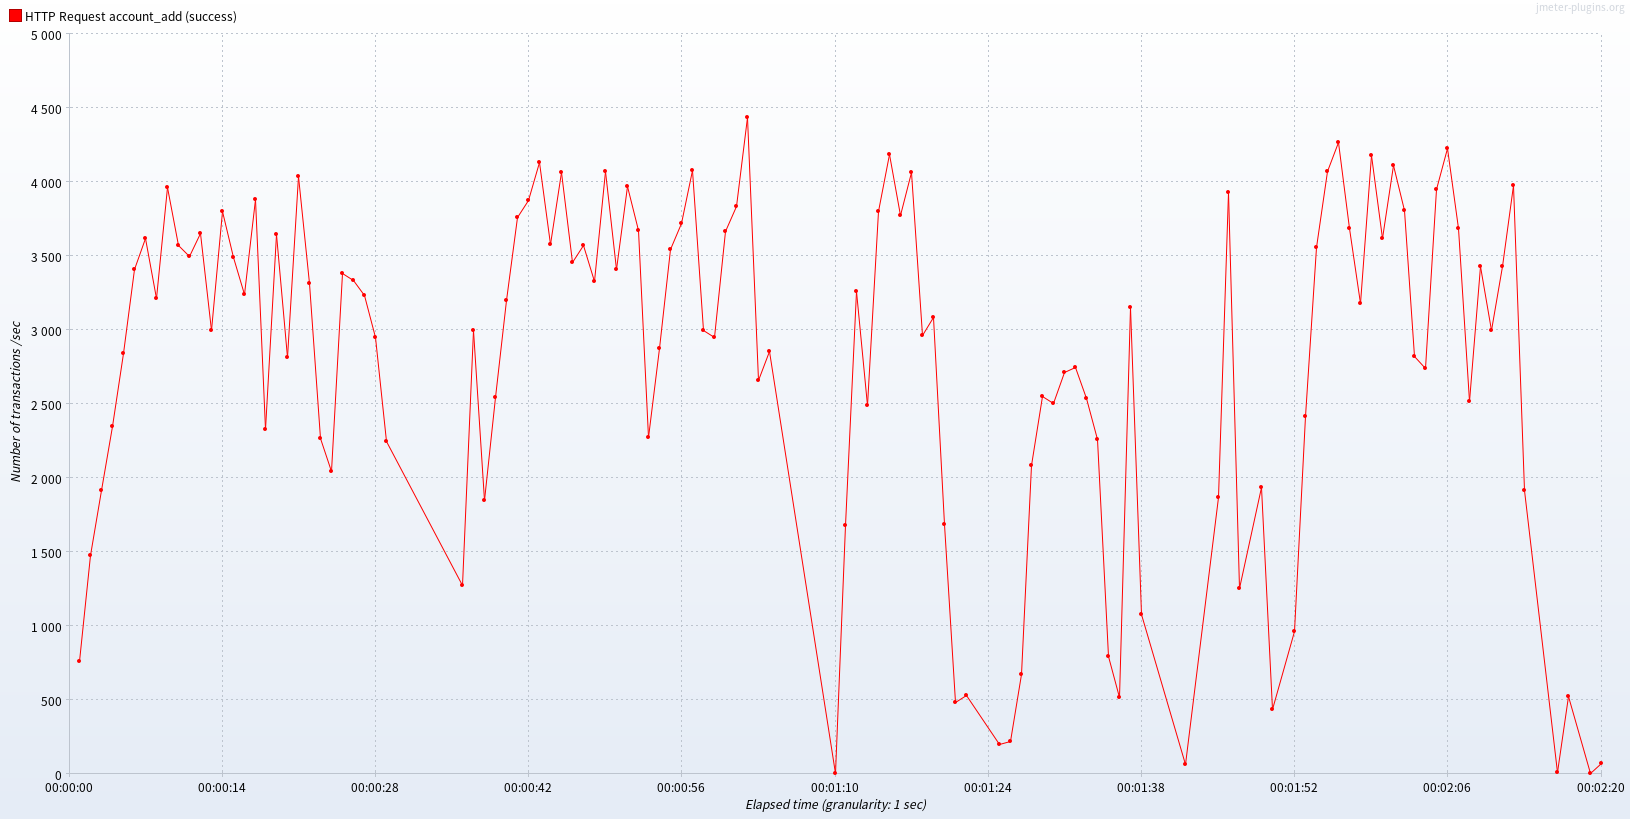 HTTP Request account_add (success)
jmeter-plugins.org
5 000
4 500
4 000
3 500
3 000
2 500
2 000
1 500
1 000
500
0
Number of transactions /sec
00:00:00 00:00:14 00:00:28 00:00:42 00:00:56 00:01:10 00:01:24 00:01:38 00:01:52 00:02:06 00:02:20
Elapsed time (granularity: 1 sec)